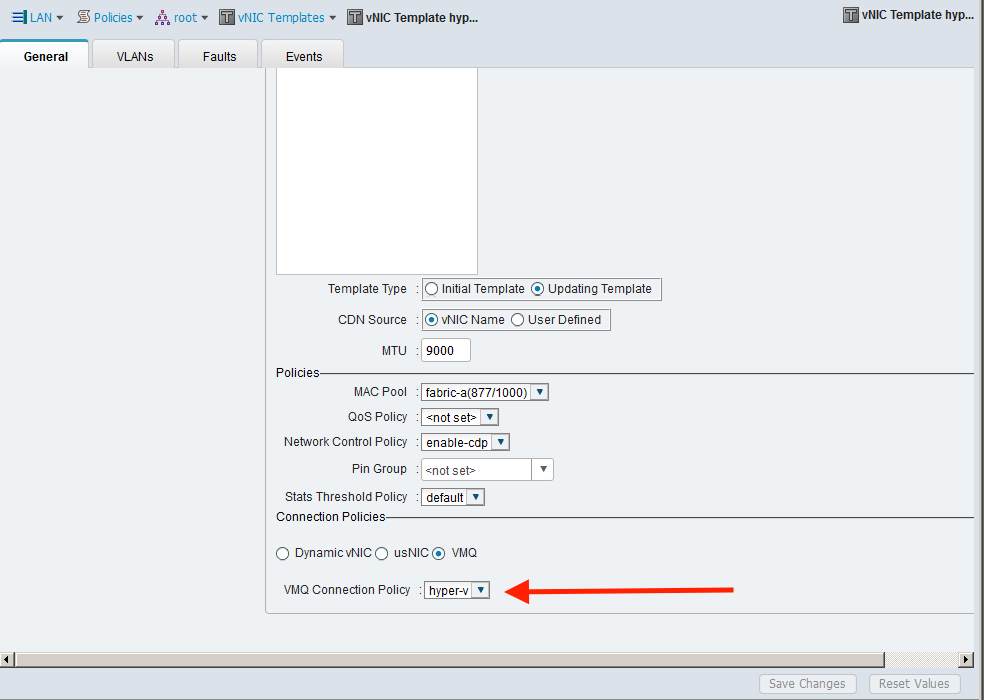 LAN Policies root vNIC Templates vNIC Template hyp... vNIC Template hyp...
General VLANs Faults Events
Template Type : Initial Template Updating Template
CDN Source : vNIC Name User Defined
MTU : 9000
Policies
MAC Pool : fabric-a(877/1000)
QoS Policy : <not set>
Network Control Policy : enable-cdp
Pin Group : <not set>
Stats Threshold Policy : default
Connection Policies
Dynamic vNIC usNIC VMQ
VMQ Connection Policy : hyper-v
Save Changes Reset Values